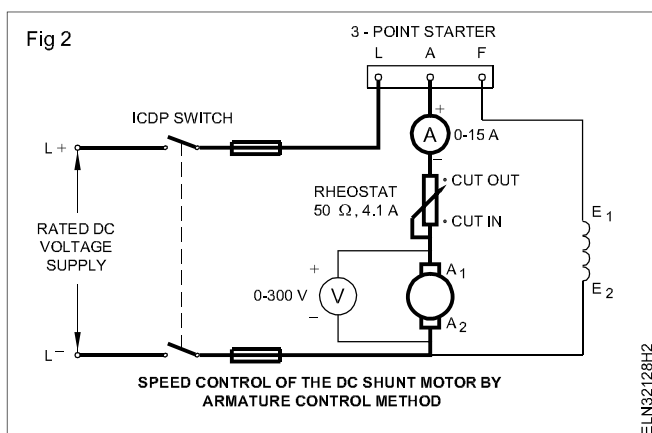 Fig 2
3 - POINT STARTER
L A F
ICDP SWITCH
+
A 0-15 A
–
L +
RHEOSTAT
50 Ω, 4.1 A
CUT OUT
CUT IN
RATED DC
VOLTAGE
SUPPLY
E1
E2
+
0-300 V V
–
A1
A2
L –
SPEED CONTROL OF THE DC SHUNT MOTOR BY
ARMATURE CONTROL METHOD
ELN32128H2